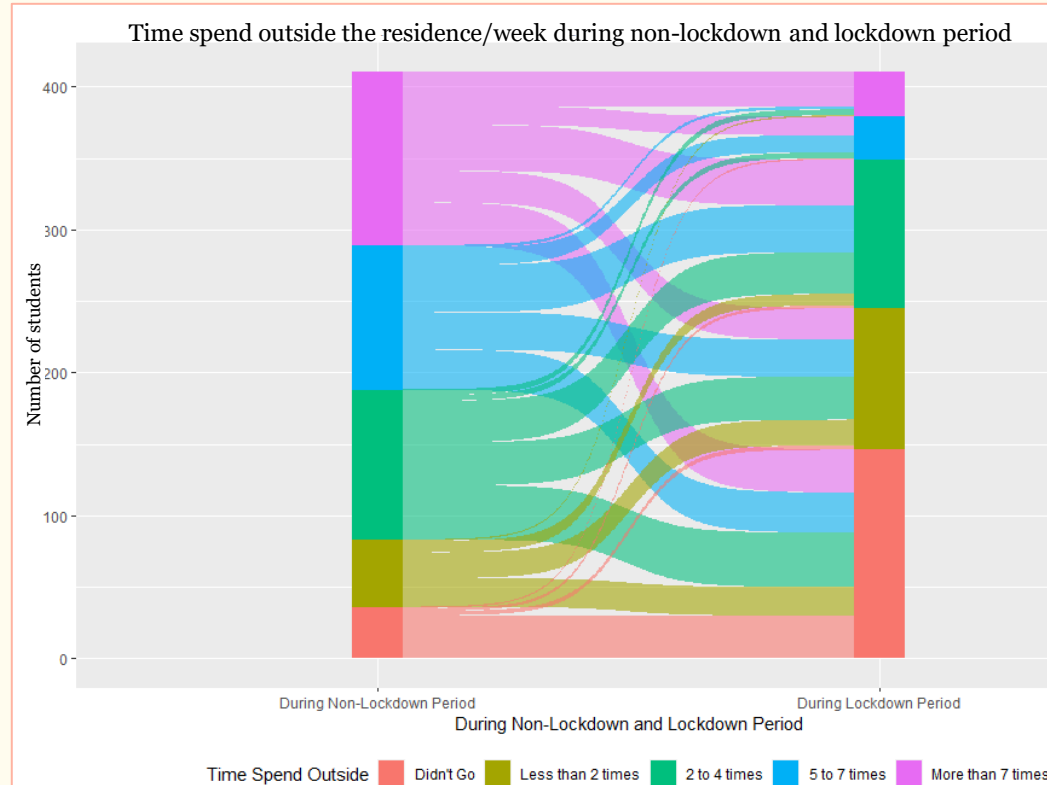 Time spend outside the residence/week during non-lockdown and lockdown period
Number of students
400
300
200
100
0
During Non-Lockdown Period
During Lockdown Period
During Non-Lockdown and Lockdown Period
Time Spend Outside
Didn't Go
Less than 2 times
2 to 4 times
5 to 7 times
More than 7 times